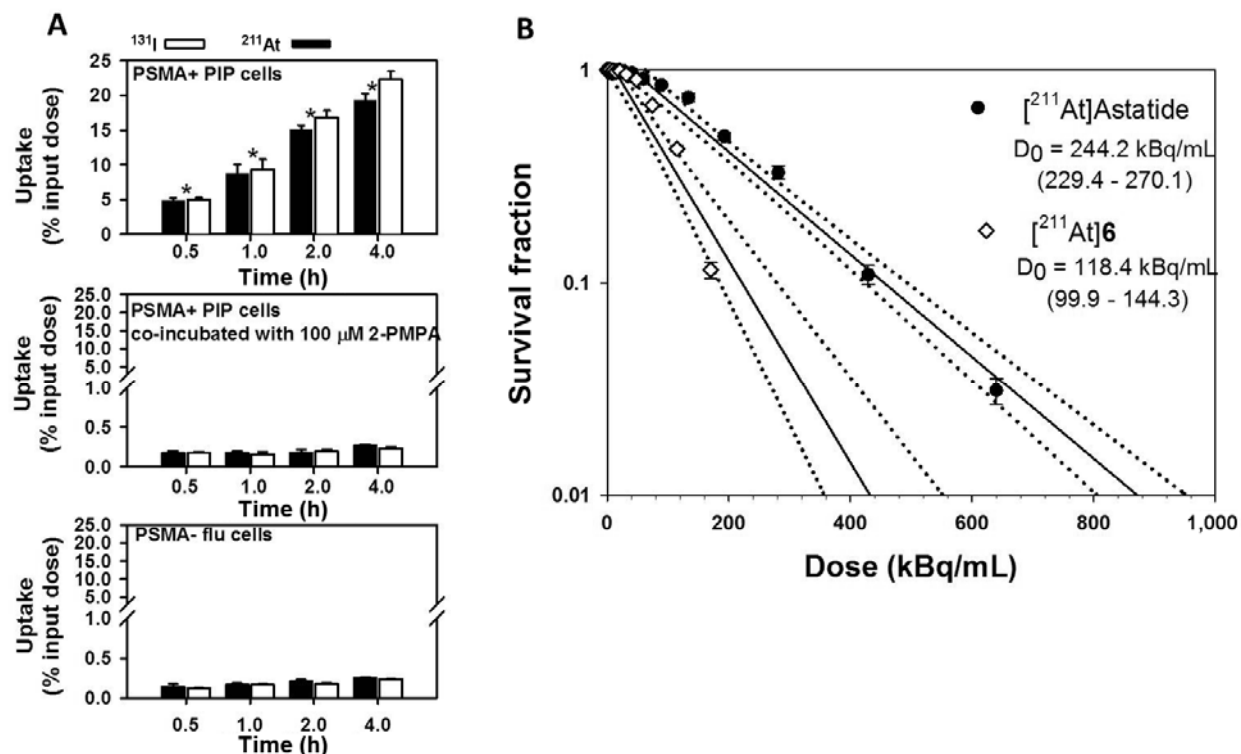 A
¹³¹I ²¹¹At
25
20
15
10
5
0
Uptake
(% input dose)
PSMA+ PIP cells
*
*
*
*
0.5 1.0 2.0 4.0
Time (h)
25.0
20.0
15.0
10.0
5.0
1.0
0.5
0.0
Uptake
(% input dose)
PSMA+ PIP cells
co-incubated with 100 μM 2-PMPA
0.5 1.0 2.0 4.0
Time (h)
25.0
20.0
15.0
10.0
5.0
1.0
0.5
0.0
Uptake
(% input dose)
PSMA- flu cells
0.5 1.0 2.0 4.0
Time (h)
B
1
0.1
0.01
Survival fraction
[²¹¹At]Astatide
D₀ = 244.2 kBq/mL
(229.4 - 270.1)
[²¹¹At]6
D₀ = 118.4 kBq/mL
(99.9 - 144.3)
0 200 400 600 800 1,000
Dose (kBq/mL)